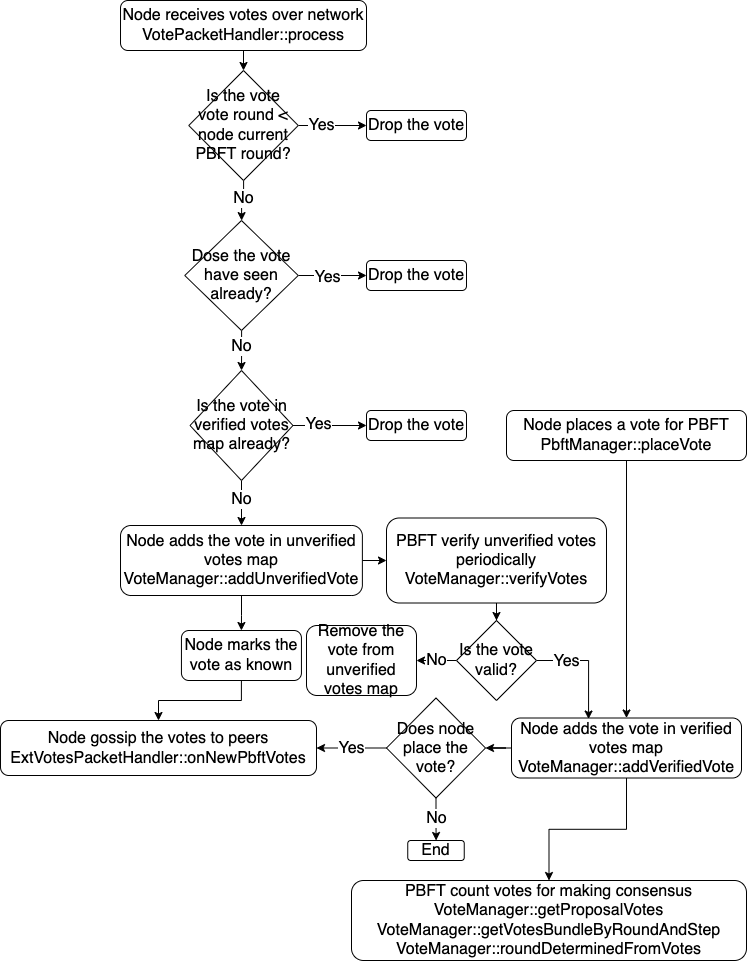 Node receives votes over network
VotePacketHandler::process
Is the vote
vote round <
node current
PBFT round?
Yes
Drop the vote
No
Dose the vote
have seen
already?
Yes
Drop the vote
No
Is the vote in
verified votes
map already?
Yes
Drop the vote
Node places a vote for PBFT
PbftManager::placeVote
No
Node adds the vote in unverified
votes map
VoteManager::addUnverifiedVote
PBFT verify unverified votes
periodically
VoteManager::verifyVotes
Node marks the
vote as known
Remove the
vote from
unverified
votes map
No
Is the vote
valid?
Yes
Node gossip the votes to peers
ExtVotesPacketHandler::onNewPbftVotes
Yes
Does node
place the
vote?
Node adds the vote in verified
votes map
VoteManager::addVerifiedVote
No
End
PBFT count votes for making consensus
VoteManager::getProposalVotes
VoteManager::getVotesBundleByRoundAndStep
VoteManager::roundDeterminedFromVotes